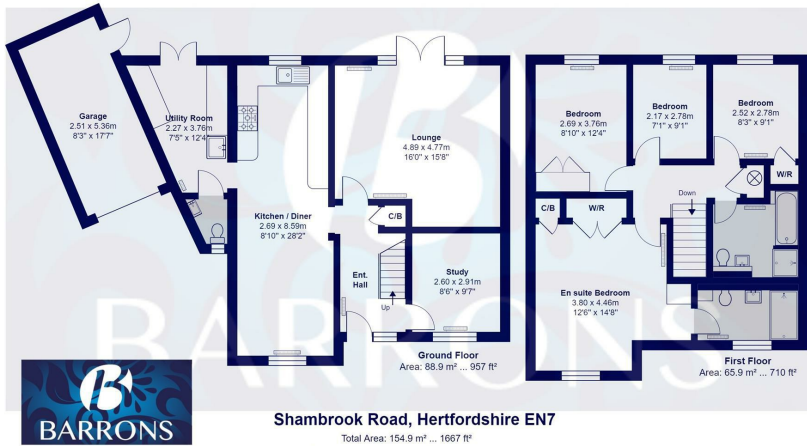 Garage
2.51 x 5.36m
8'3" x 17'7"
Utility Room
2.27 x 3.76m
7'5" x 12'4"
Kitchen / Diner
2.69 x 8.59m
8'10" x 28'2"
Lounge
4.89 x 4.77m
16'0" x 15'8"
C/B
Ent.
Hall
Up
Study
2.60 x 2.91m
8'6" x 9'7"
Ground Floor
Area: 88.9 m² ... 957 ft²
Bedroom
2.69 x 3.76m
8'10" x 12'4"
Bedroom
2.17 x 2.78m
7'1" x 9'1"
Bedroom
2.52 x 2.78m
8'3" x 9'1"
W/R
C/B
W/R
Down
En suite Bedroom
3.80 x 4.46m
12'6" x 14'8"
First Floor
Area: 65.9 m² ... 710 ft²
BARRONS
B
BARRONS
Shambrook Road, Hertfordshire EN7
Total Area: 154.9 m² ... 1667 ft²